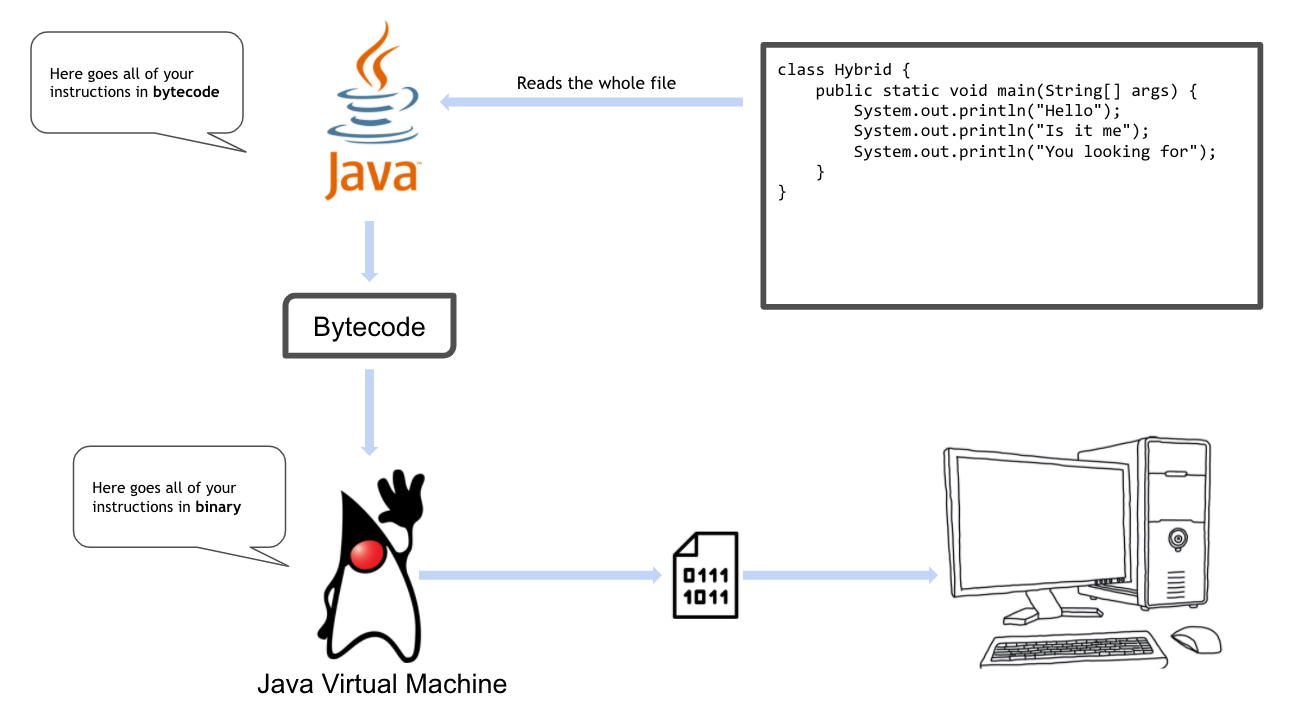 Here goes all of your
instructions in bytecode
Java™
Reads the whole file
class Hybrid {
    public static void main(String[] args) {
        System.out.println("Hello");
        System.out.println("Is it me");
        System.out.println("You looking for");
    }
}
Bytecode
Here goes all of your
instructions in binary
0111
1011
Java Virtual Machine